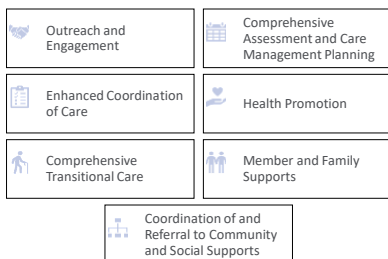 Outreach and
Engagement
Comprehensive
Assessment and Care
Management Planning
Enhanced Coordination
of Care
Health Promotion
Comprehensive
Transitional Care
Member and Family
Supports
Coordination of and
Referral to Community
and Social Supports